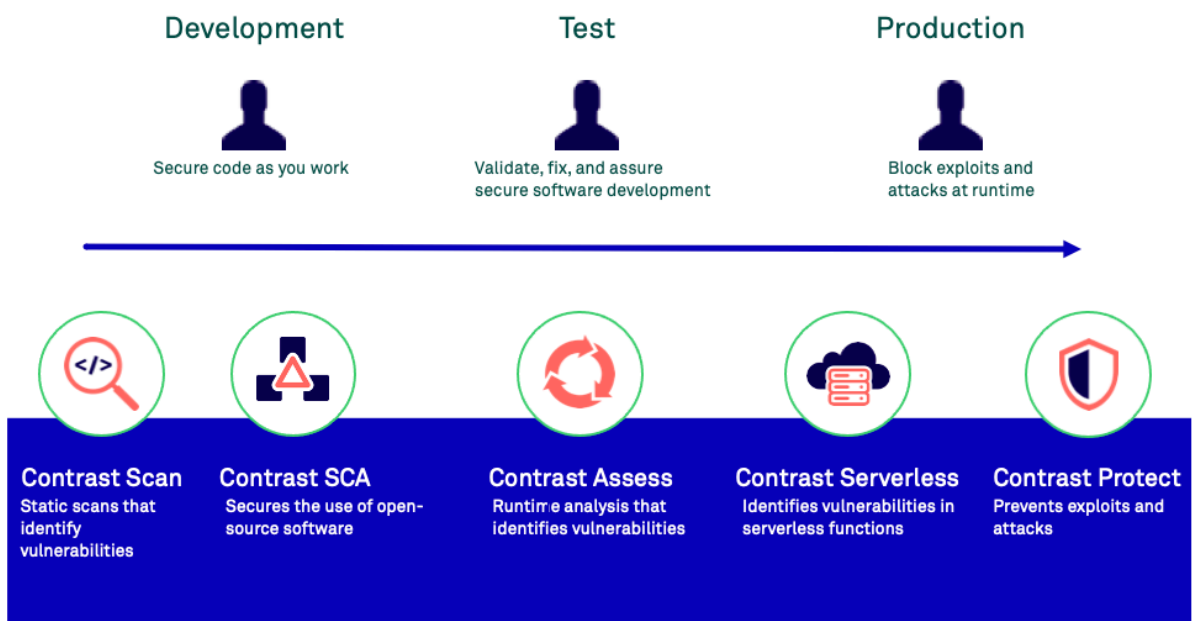 Development
Test
Production
Secure code as you work
Validate, fix, and assure
secure software development
Block exploits and
attacks at runtime
</>
Contrast Scan
Static scans that
identify
vulnerabilities
Contrast SCA
Secures the use of open-
source software
Contrast Assess
Runtime analysis that
identifies vulnerabilities
Contrast Serverless
Identifies vulnerabilities in
serverless functions
Contrast Protect
Prevents exploits and
attacks